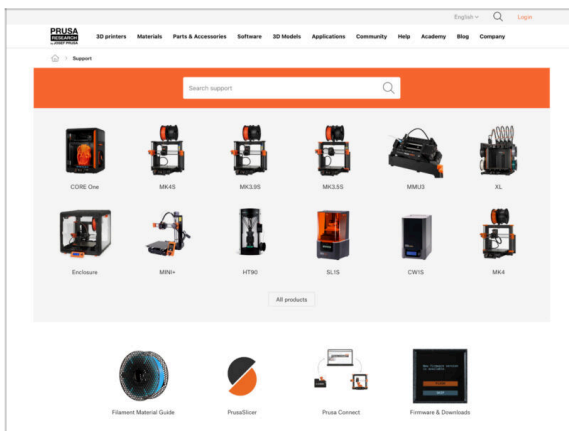 English
Login
PRUSA
RESEARCH
by JOSEF PRUSA
3D printers Materials Parts & Accessories Software 3D Models Applications Community Help Academy Blog Company
Support
Search support
CORE One MK4S MK3.9S MK3.5S MMU3 XL
Enclosure MINI+ HT90 SL1S CW1S MK4
All products
Filament Material Guide PrusaSlicer Prusa Connect Firmware & Downloads